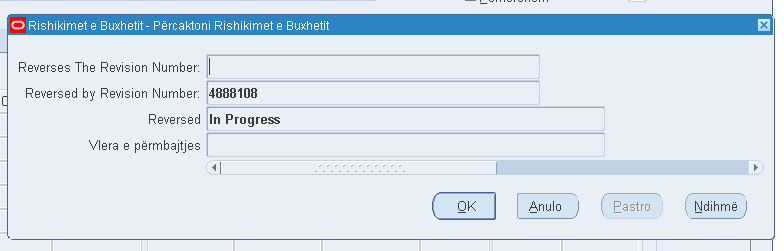 Rishikimet e Buxhetit - Përcaktoni Rishikimet e Buxhetit
Reverses The Revision Number:
Reversed by Revision Number: 4888108
Reversed In Progress
Vlera e përmbajtjes
OK Anulo Pastro Ndihmë